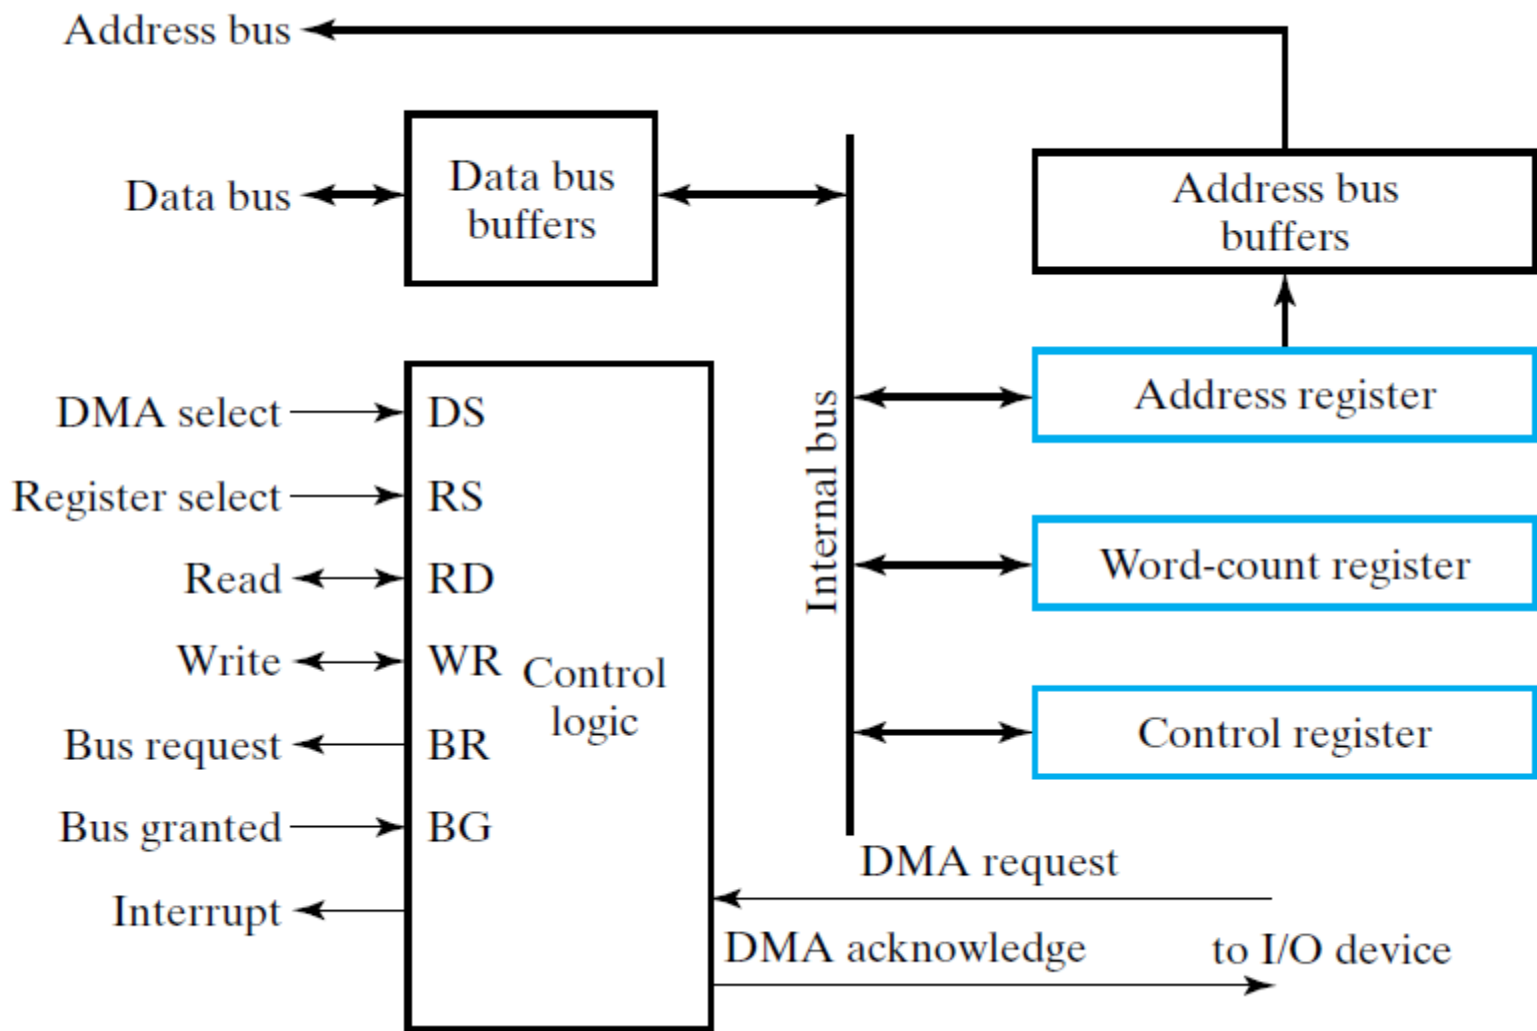 Address bus
Data bus
Data bus
buffers
Address bus
buffers
Internal bus
Address register
Word-count register
Control register
DMA select
DS
Register select
RS
Read
RD
Write
WR
Control
logic
Bus request
BR
Bus granted
BG
Interrupt
DMA request
DMA acknowledge
to I/O device